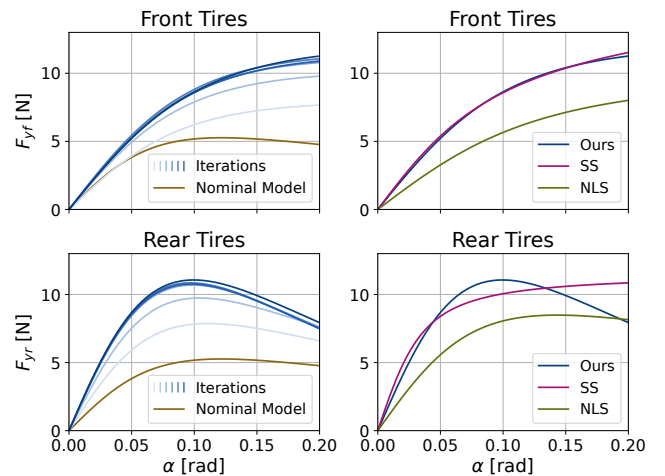 Front Tires
10
5
0
F_yf [N]
Iterations
Nominal Model
Front Tires
10
5
0
Ours
SS
NLS
Rear Tires
10
5
0
F_yr [N]
Iterations
Nominal Model
0.00 0.05 0.10 0.15 0.20
α [rad]
Rear Tires
10
5
0
Ours
SS
NLS
0.00 0.05 0.10 0.15 0.20
α [rad]